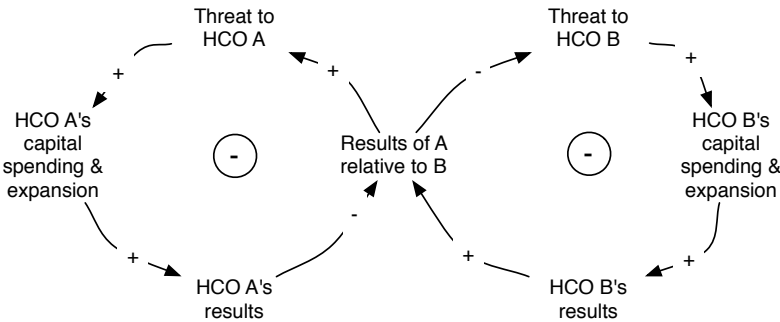 Threat to
HCO A
Threat to
HCO B
+
+
-
+
HCO A's
capital
spending &
expansion
-
Results of A
relative to B
-
HCO B's
capital
spending &
expansion
-
+
+
+
HCO A's
results
HCO B's
results